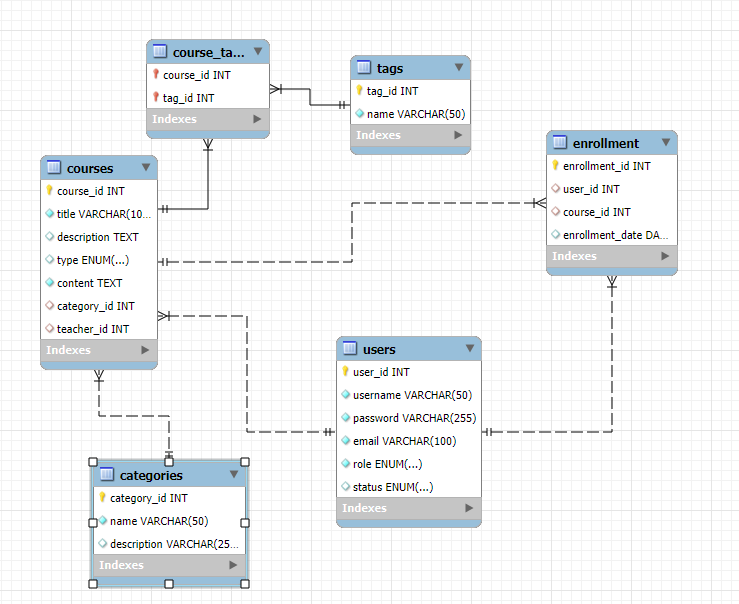 course_ta...
course_id INT
tag_id INT
Indexes
tags
tag_id INT
name VARCHAR(50)
Indexes
courses
course_id INT
title VARCHAR(10...
description TEXT
type ENUM(...)
content TEXT
category_id INT
teacher_id INT
Indexes
enrollment
enrollment_id INT
user_id INT
course_id INT
enrollment_date DA...
Indexes
users
user_id INT
username VARCHAR(50)
password VARCHAR(255)
email VARCHAR(100)
role ENUM(...)
status ENUM(...)
Indexes
categories
category_id INT
name VARCHAR(50)
description VARCHAR(25...
Indexes